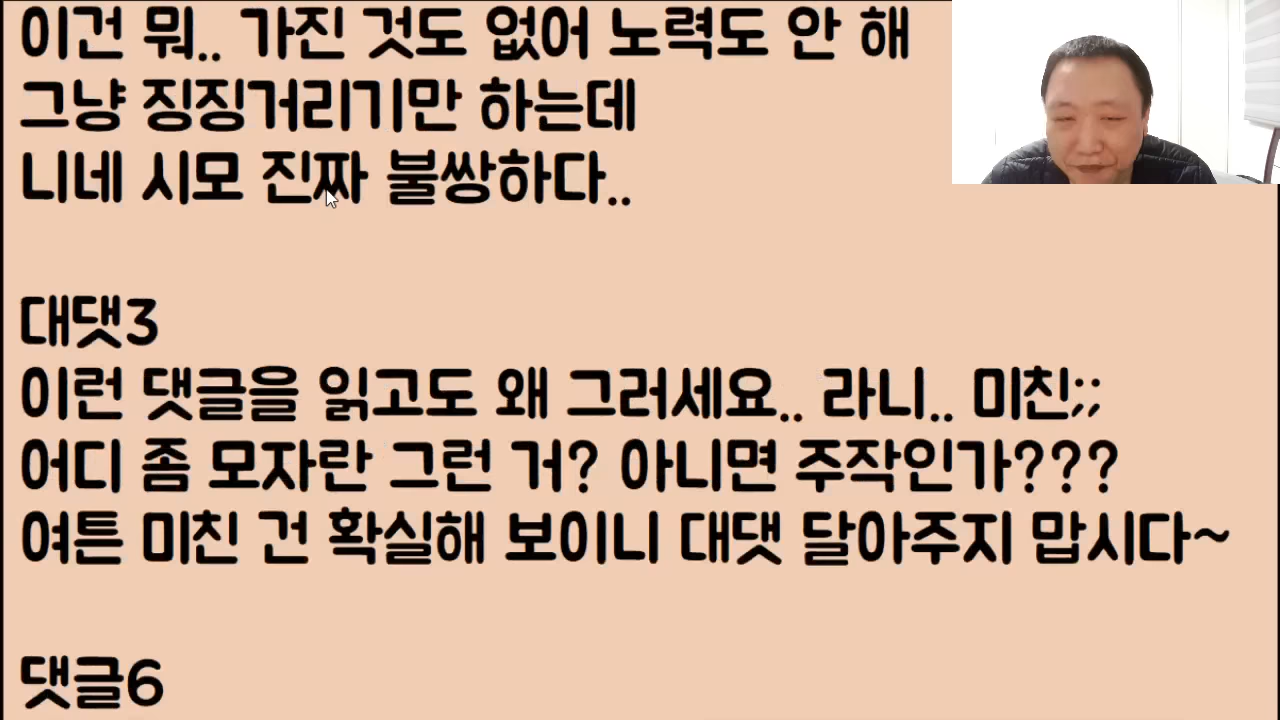 이건 뭐.. 가진 것도 없어 노력도 안 해
그냥 징징거리기만 하는데
니네 시모 진짜 불쌍하다..
대댓3
이런 댓글을 읽고도 왜 그러세요.. 라니.. 미친;;
어디 좀 모자란 그런 거? 아니면 주작인가???
여튼 미친 건 확실해 보이니 대댓 달아주지 맙시다~
댓글6